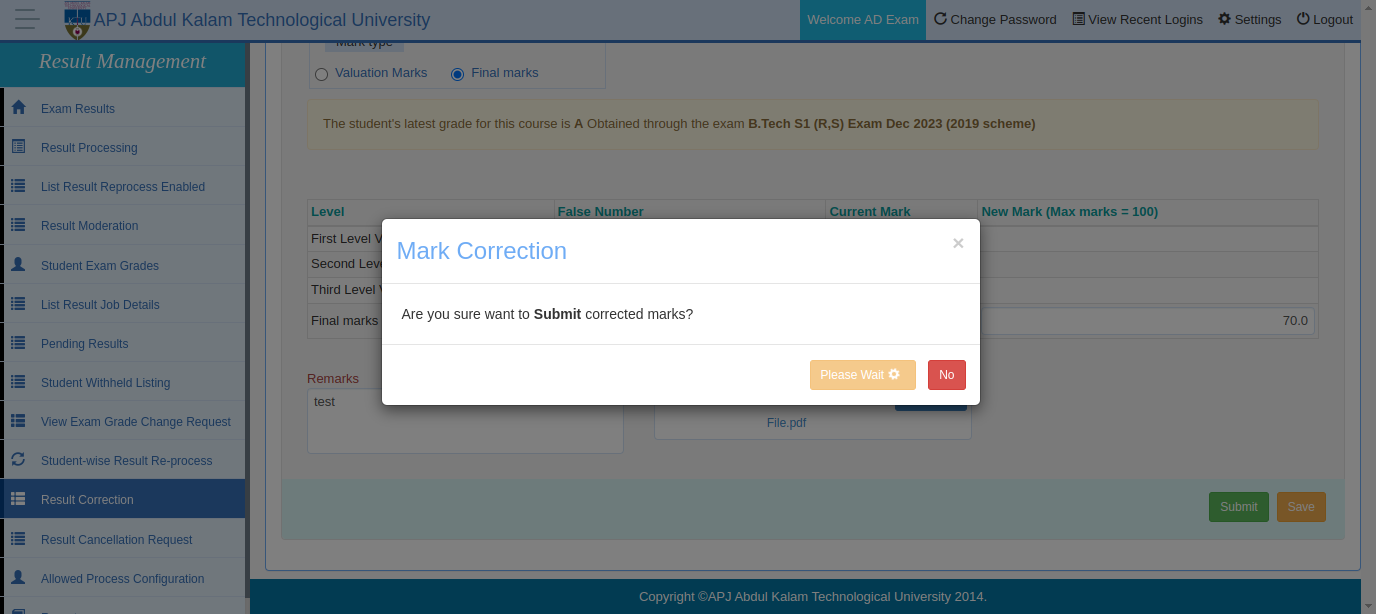 APJ Abdul Kalam Technological University
Welcome AD Exam Change Password View Recent Logins Settings Logout
Result Management
Exam Results
Result Processing
List Result Reprocess Enabled
Result Moderation
Student Exam Grades
List Result Job Details
Pending Results
Student Withheld Listing
View Exam Grade Change Request
Student-wise Result Re-process
Result Correction
Result Cancellation Request
Allowed Process Configuration
Mark type
Valuation Marks Final marks
The student's latest grade for this course is A Obtained through the exam B.Tech S1 (R,S) Exam Dec 2023 (2019 scheme)
Level False Number Current Mark New Mark (Max marks = 100)
First Level V
Second Leve
Third Level V
Final marks 70.0
Mark Correction ×
Are you sure want to Submit corrected marks?
Please Wait No
Remarks
test
File.pdf
Submit Save
Copyright ©APJ Abdul Kalam Technological University 2014.